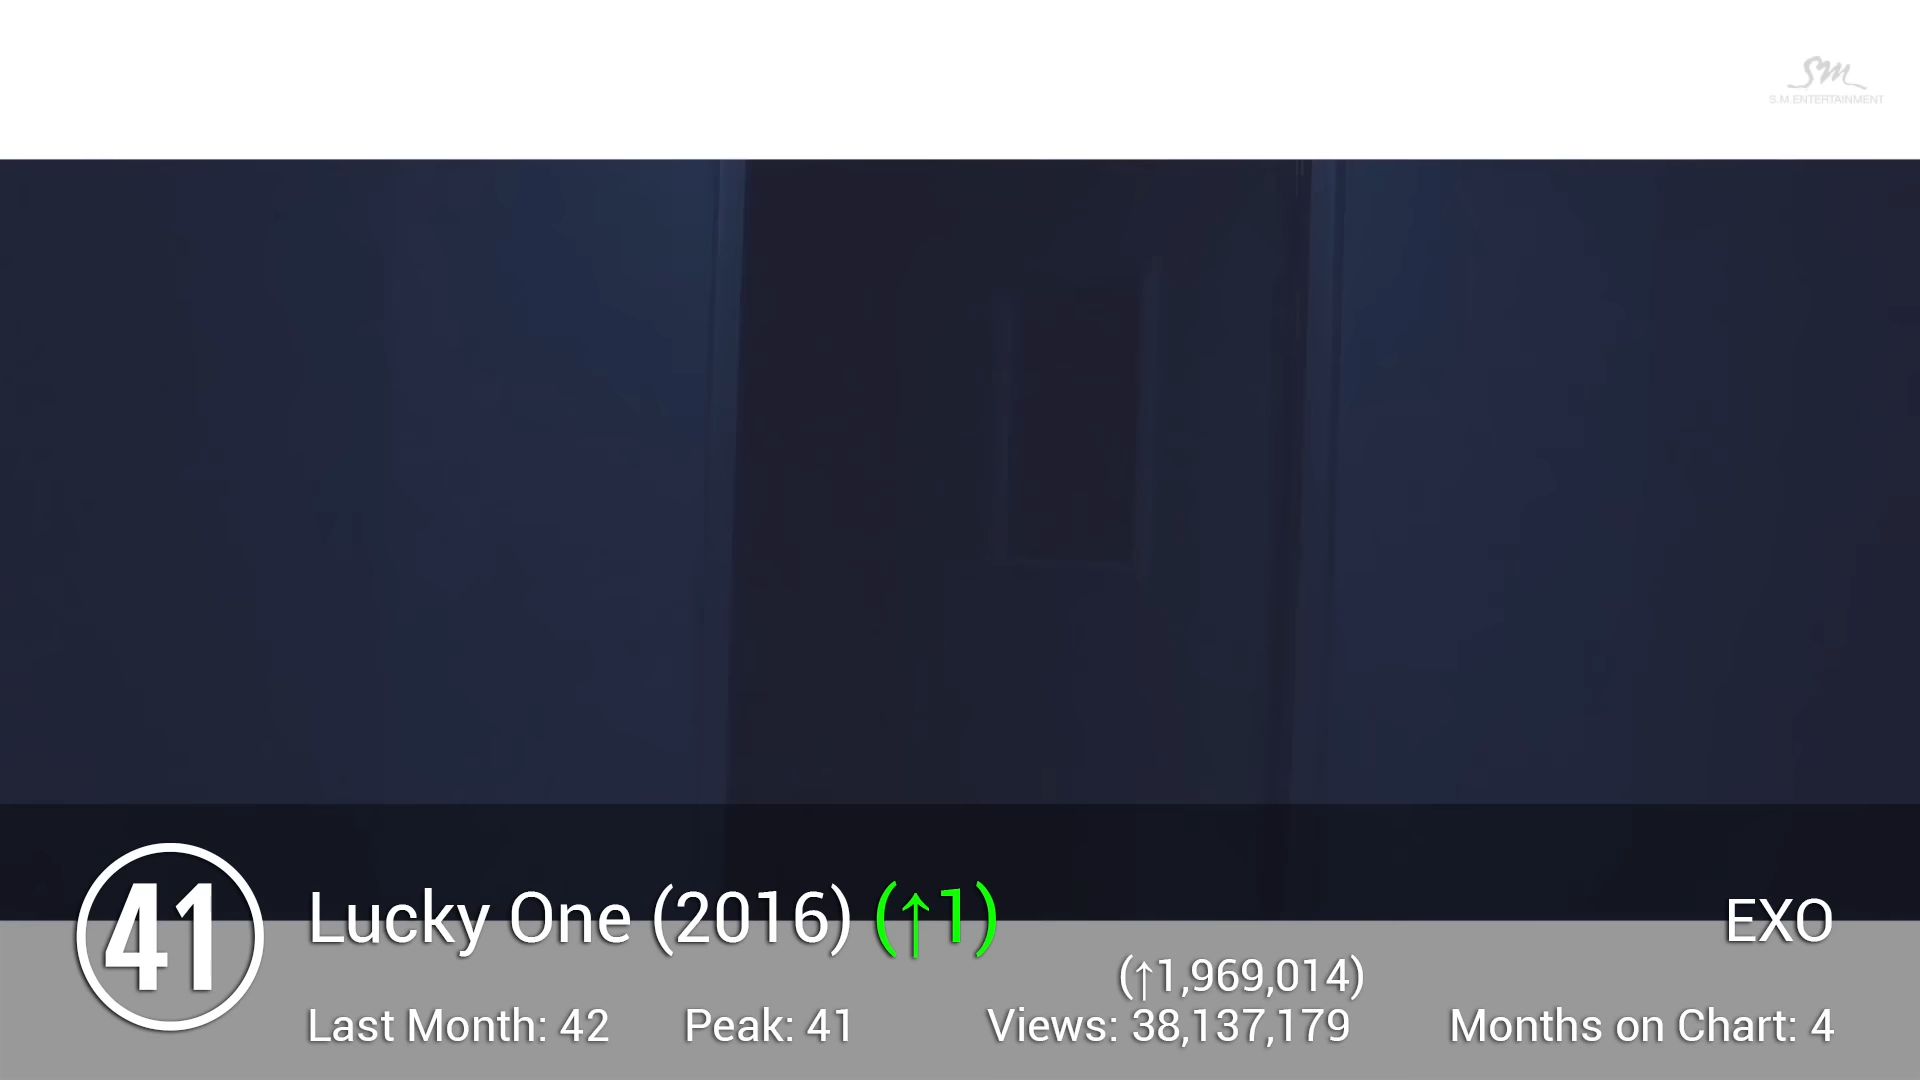 SM
S.M.ENTERTAINMENT
41
Lucky One (2016) (↑1)
EXO
(↑1,969,014)
Last Month: 42 Peak: 41 Views: 38,137,179 Months on Chart: 4